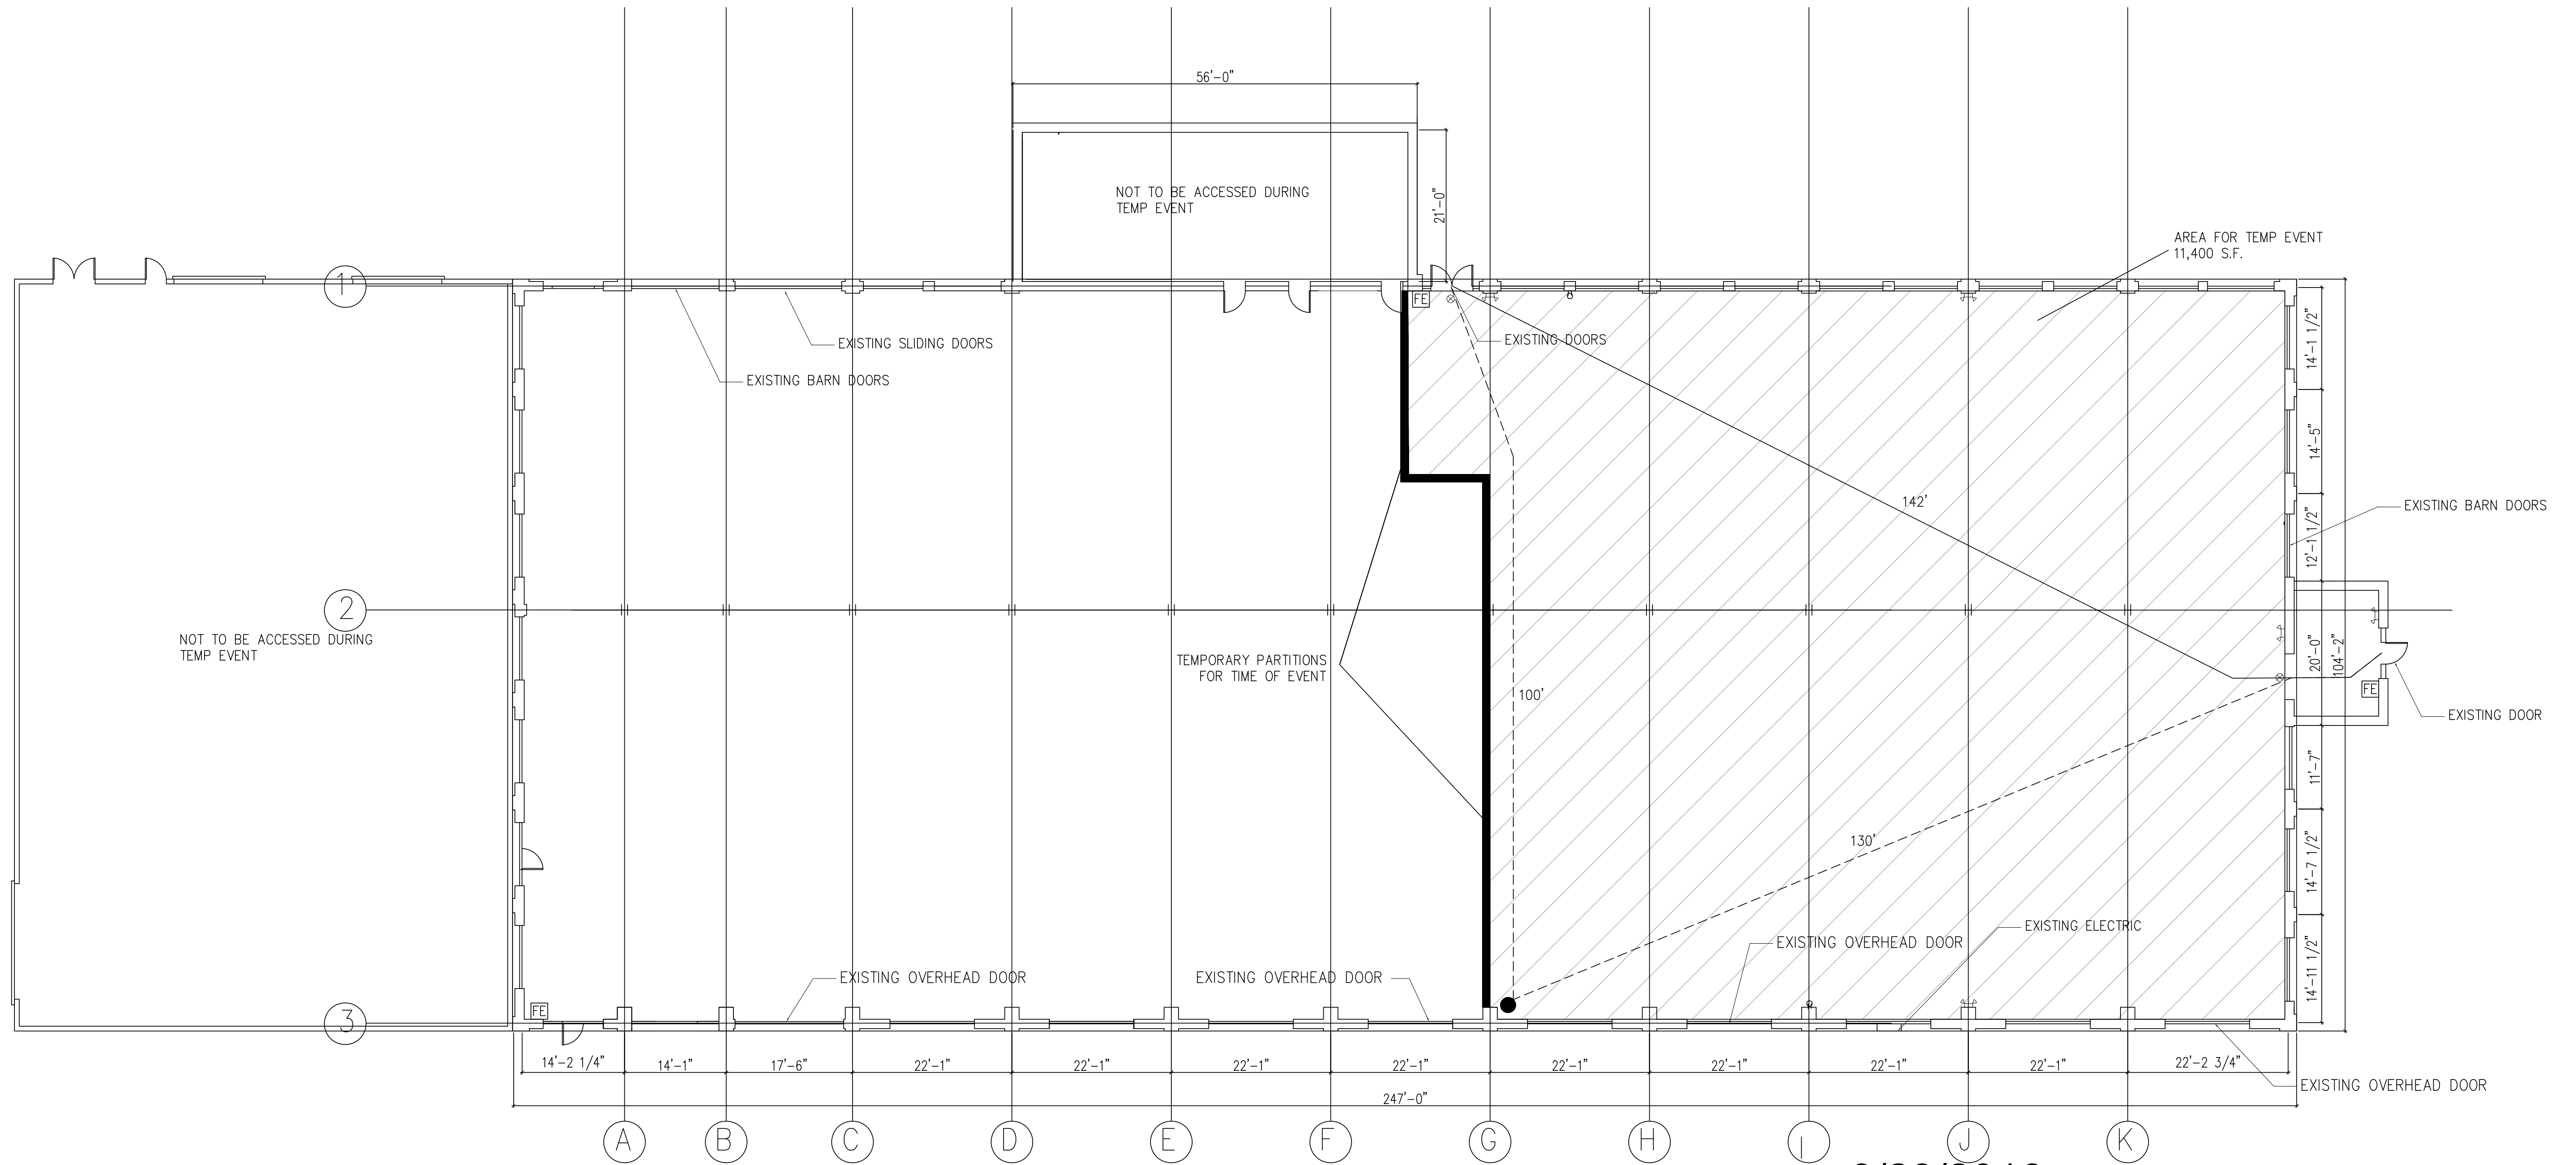 56'-0"
NOT TO BE ACCESSED DURING
TEMP EVENT
21'-0"
AREA FOR TEMP EVENT
11,400 S.F.
1
FE
EXISTING SLIDING DOORS
EXISTING DOORS
EXISTING BARN DOORS
14'-1 1/2"
14'-5"
142'
EXISTING BARN DOORS
12'-1 1/2"
2
NOT TO BE ACCESSED DURING
TEMP EVENT
TEMPORARY PARTITIONS
FOR TIME OF EVENT
100'
20'-0"
104'-2"
FE
EXISTING DOOR
11'-7"
130'
14'-7 1/2"
EXISTING ELECTRIC
EXISTING OVERHEAD DOOR
EXISTING OVERHEAD DOOR
EXISTING OVERHEAD DOOR
14'-11 1/2"
FE
3
14'-2 1/4"
14'-1"
17'-6"
22'-1"
22'-1"
22'-1"
22'-1"
22'-1"
22'-1"
22'-1"
22'-1"
22'-2 3/4"
EXISTING OVERHEAD DOOR
247'-0"
A
B
C
D
E
F
G
H
I
J
K